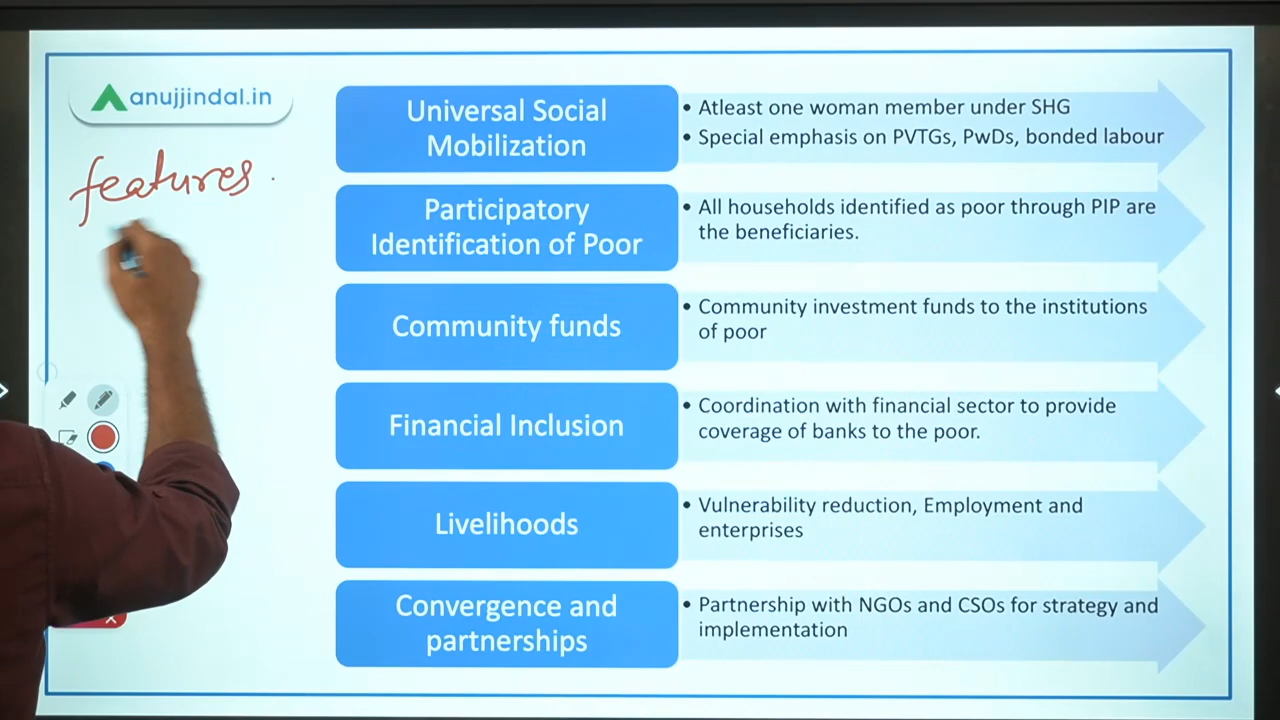 anujjindal.in
features.
Universal Social
Mobilization
• Atleast one woman member under SHG
• Special emphasis on PVTGs, PwDs, bonded labour
Participatory
Identification of Poor
• All households identified as poor through PIP are
the beneficiaries.
Community funds
• Community investment funds to the institutions
of poor
Financial Inclusion
• Coordination with financial sector to provide
coverage of banks to the poor.
Livelihoods
• Vulnerability reduction, Employment and
enterprises
Convergence and
partnerships
• Partnership with NGOs and CSOs for strategy and
implementation